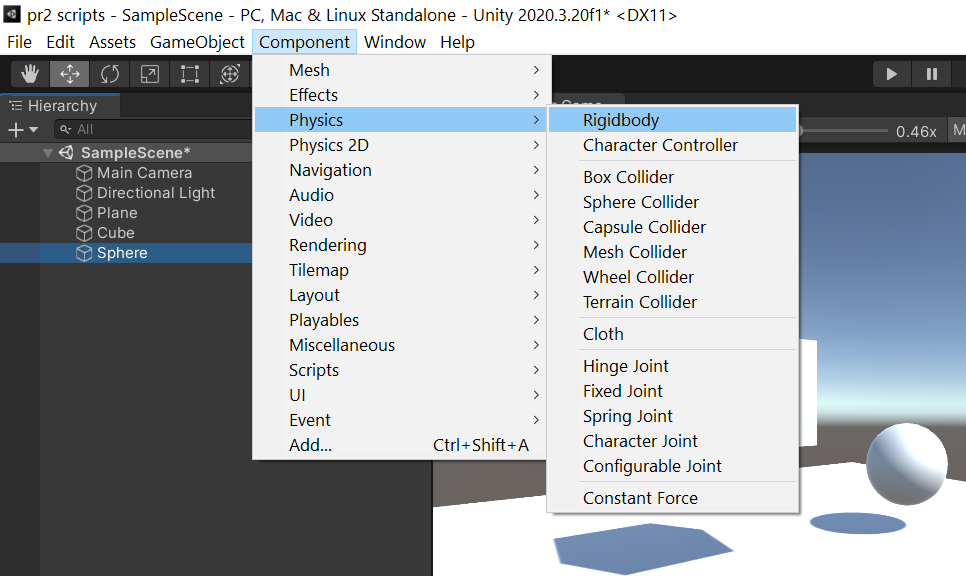 pr2 scripts - SampleScene - PC, Mac & Linux Standalone - Unity 2020.3.20f1* <DX11>
File Edit Assets GameObject Component Window Help
Hierarchy
All
SampleScene*
Main Camera
Directional Light
Plane
Cube
Sphere
Mesh
Effects
Physics
Physics 2D
Navigation
Audio
Video
Rendering
Tilemap
Layout
Playables
Miscellaneous
Scripts
UI
Event
Add... Ctrl+Shift+A
Rigidbody
Character Controller
Box Collider
Sphere Collider
Capsule Collider
Mesh Collider
Wheel Collider
Terrain Collider
Cloth
Hinge Joint
Fixed Joint
Spring Joint
Character Joint
Configurable Joint
Constant Force
0.46x M